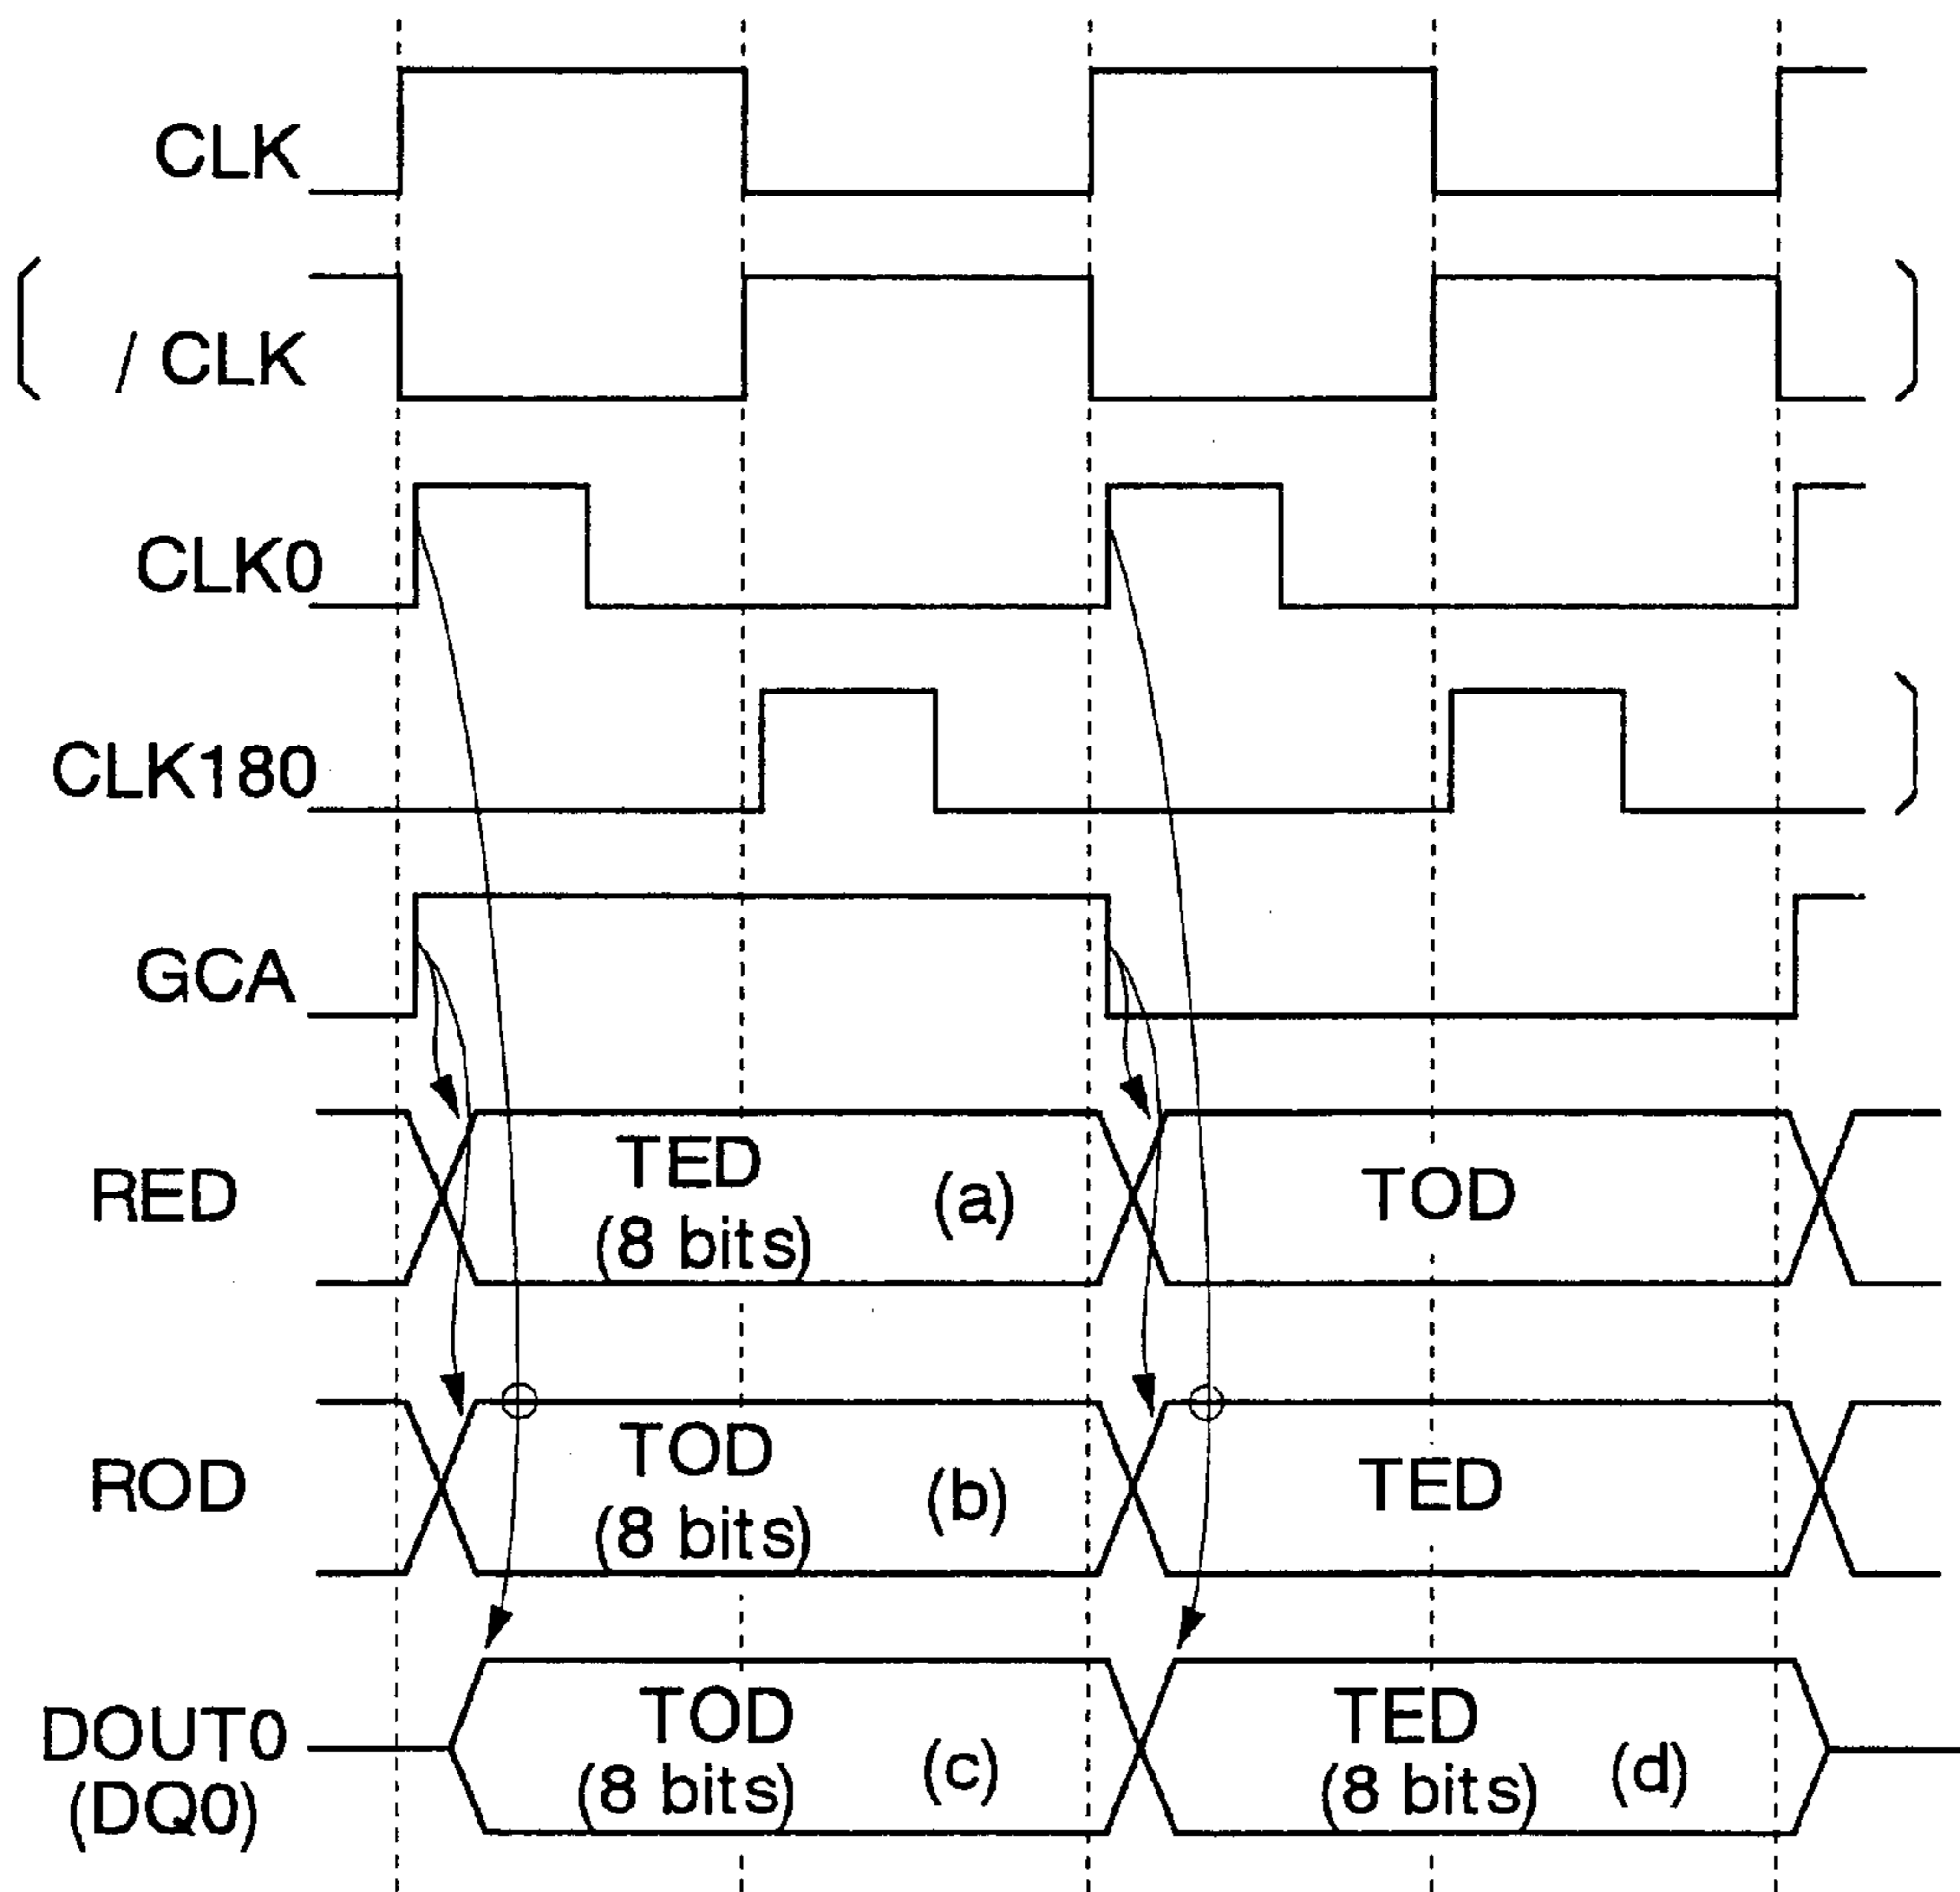 CLK
/ CLK
CLK0
CLK180
GCA
RED
TED
(8 bits)
(a)
TOD
ROD
TOD
(8 bits)
(b)
TED
DOUT0
(DQ0)
TOD
(8 bits)
(c)
TED
(8 bits)
(d)